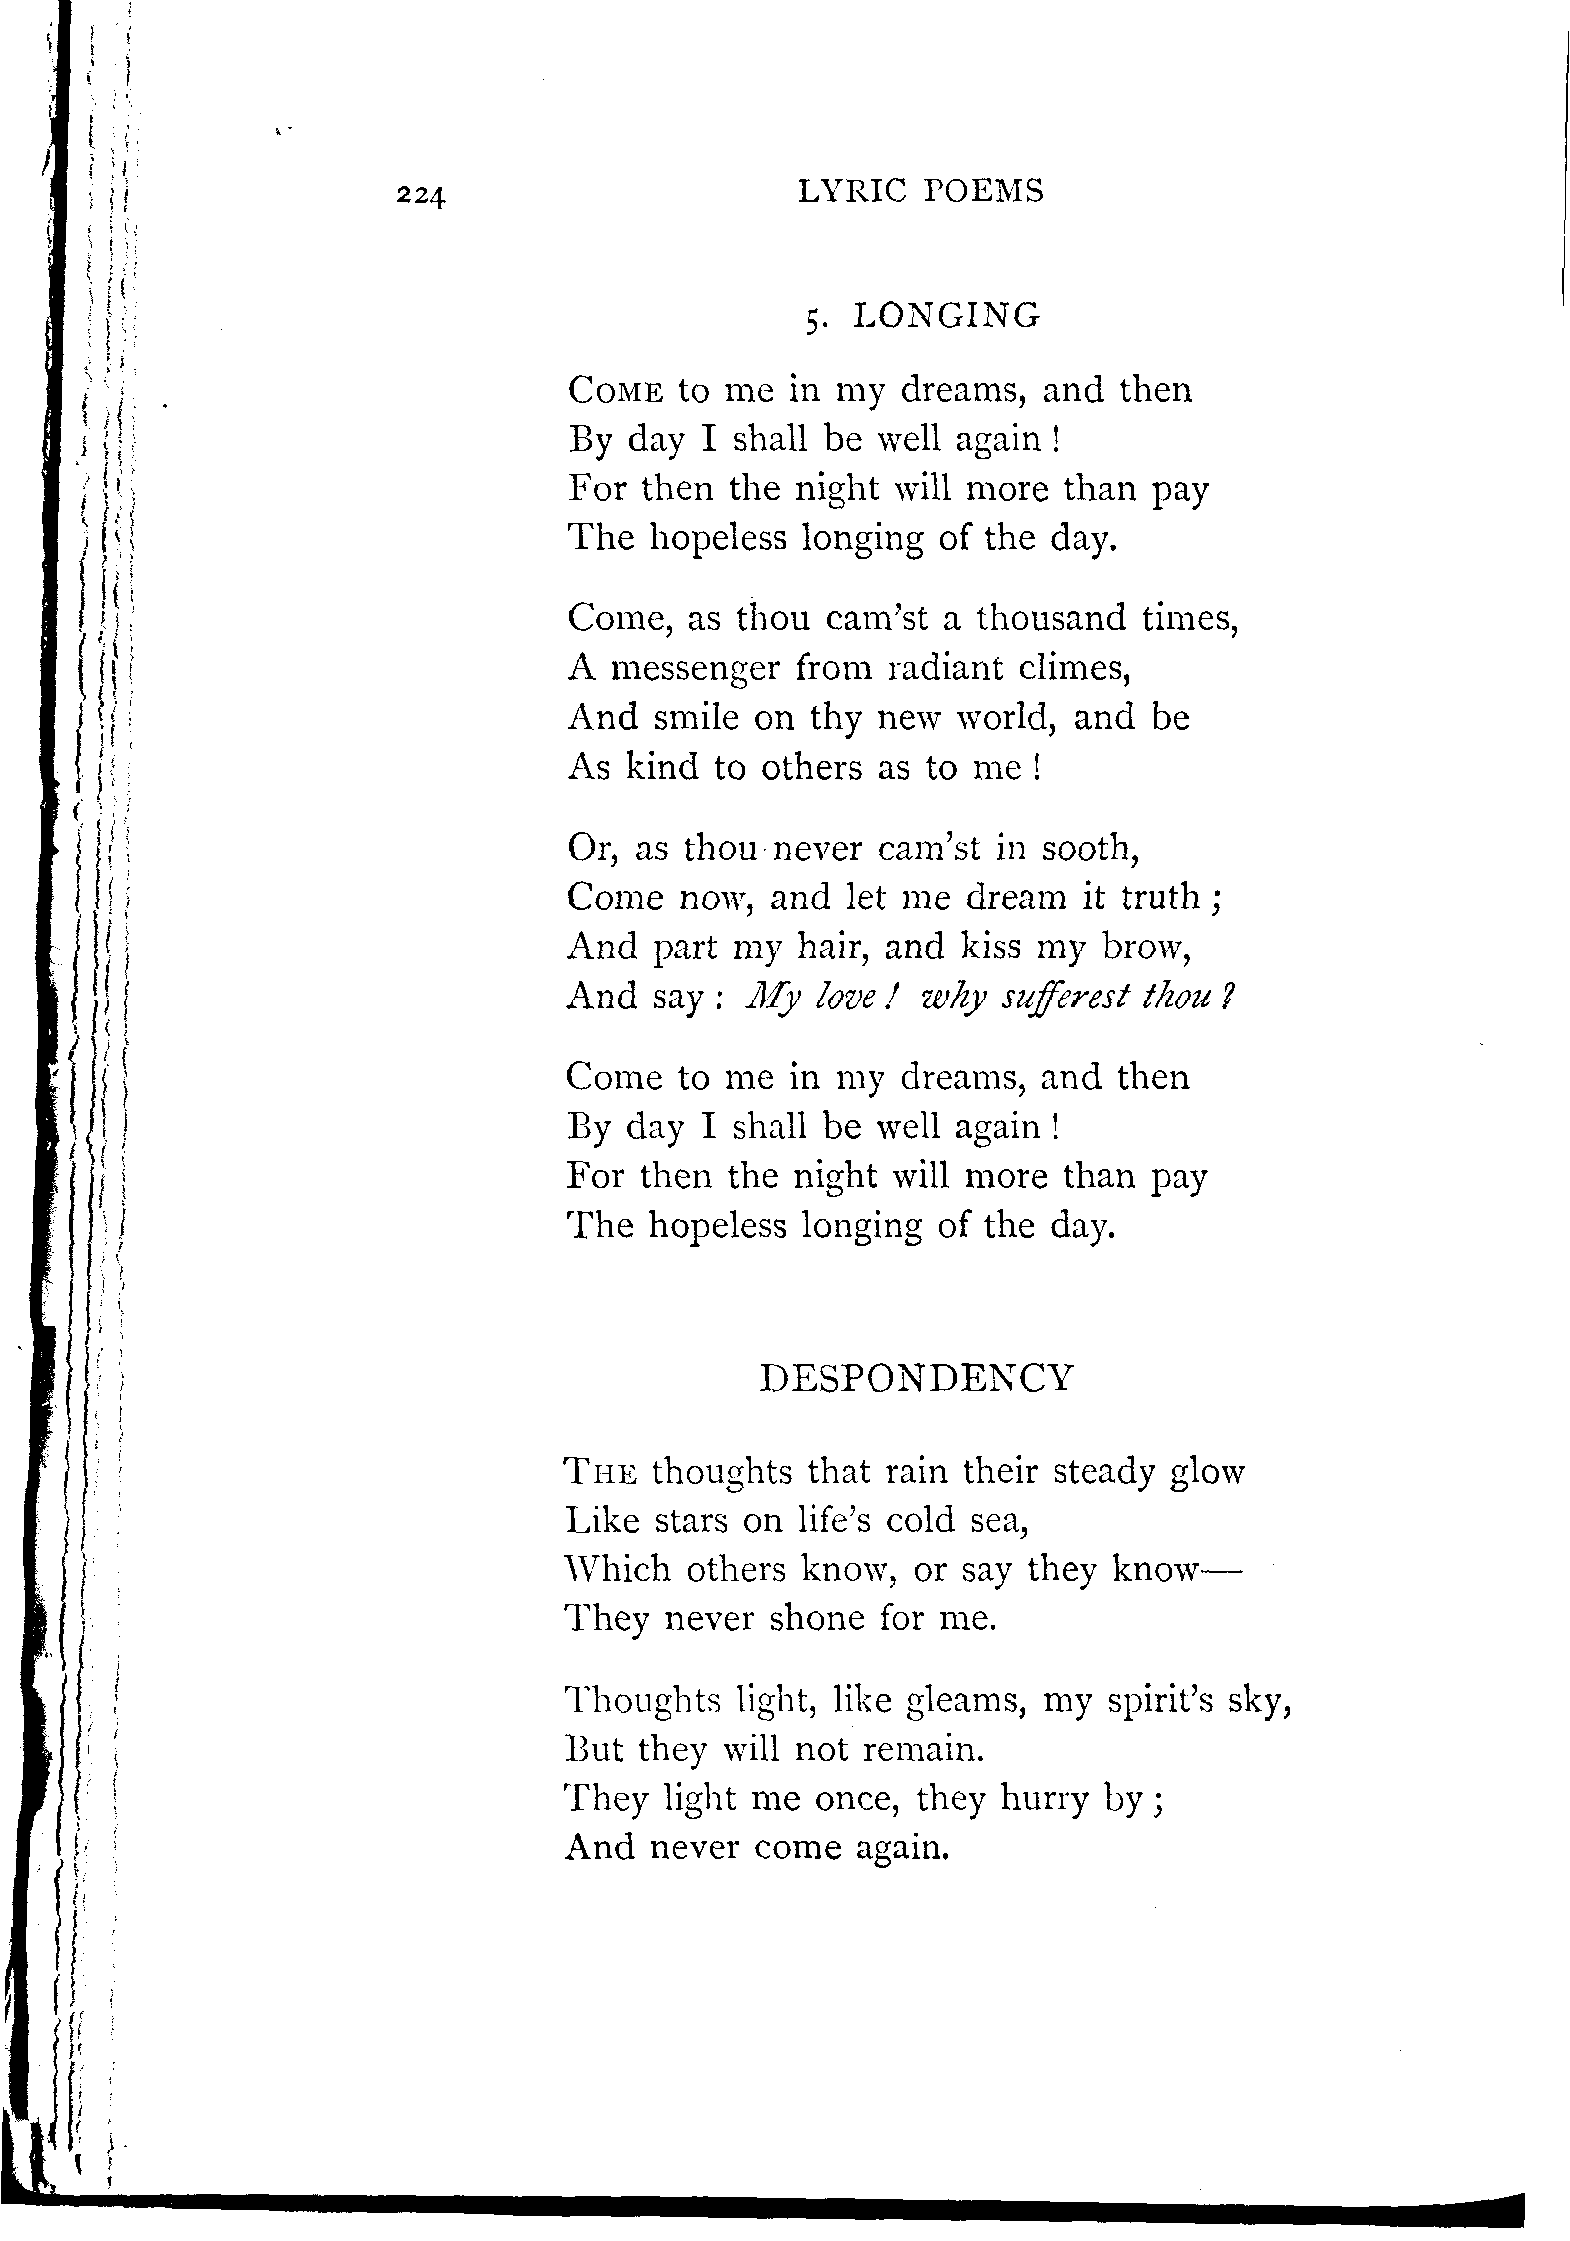 224 LYRIC POEMS
5. LONGING
COME to me in my dreams, and then
By day I shall be well again !
For then the night will more than pay
The hopeless longing of the day.
Come, as thou cam'st a thousand times,
A messenger from radiant climes,
And smile on thy new world, and be
As kind to others as to me !
Or, as thou never cam'st in sooth,
Come now, and let me dream it truth ;
And part my hair, and kiss my brow,
And say : My love ! why sufferest thou ?
Come to me in my dreams, and then
By day I shall be well again !
For then the night will more than pay
The hopeless longing of the day.
DESPONDENCY
THE thoughts that rain their steady glow
Like stars on life's cold sea,
Which others know, or say they know—
They never shone for me.
Thoughts light, like gleams, my spirit's sky,
But they will not remain.
They light me once, they hurry by ;
And never come again.